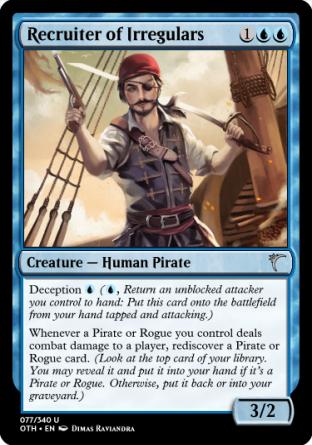 Recruiter of Irregulars 1
Creature — Human Pirate
Deception (, Return an unblocked attacker
you control to hand: Put this card onto the battlefield
from your hand tapped and attacking.)
Whenever a Pirate or Rogue you control deals
combat damage to a player, rediscover a Pirate or
Rogue card. (Look at the top card of your library.
You may reveal it and put it into your hand if it's a
Pirate or Rogue. Otherwise, put it back or into your
graveyard.)
3/2
077/340 U
OTH • EN Dimas Raviandra